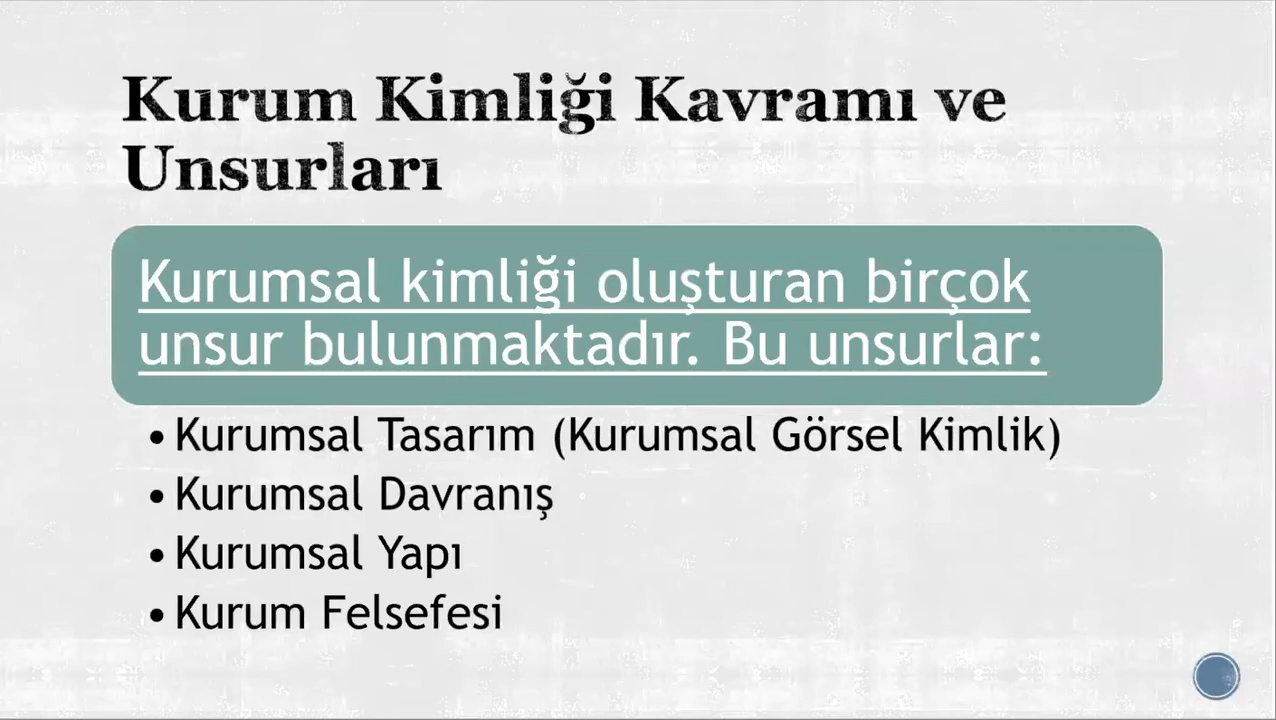 Kurum Kimliği Kavramı ve
Unsurları
Kurumsal kimliği oluşturan birçok
unsur bulunmaktadır. Bu unsurlar:
• Kurumsal Tasarım (Kurumsal Görsel Kimlik)
• Kurumsal Davranış
• Kurumsal Yapı
• Kurum Felsefesi